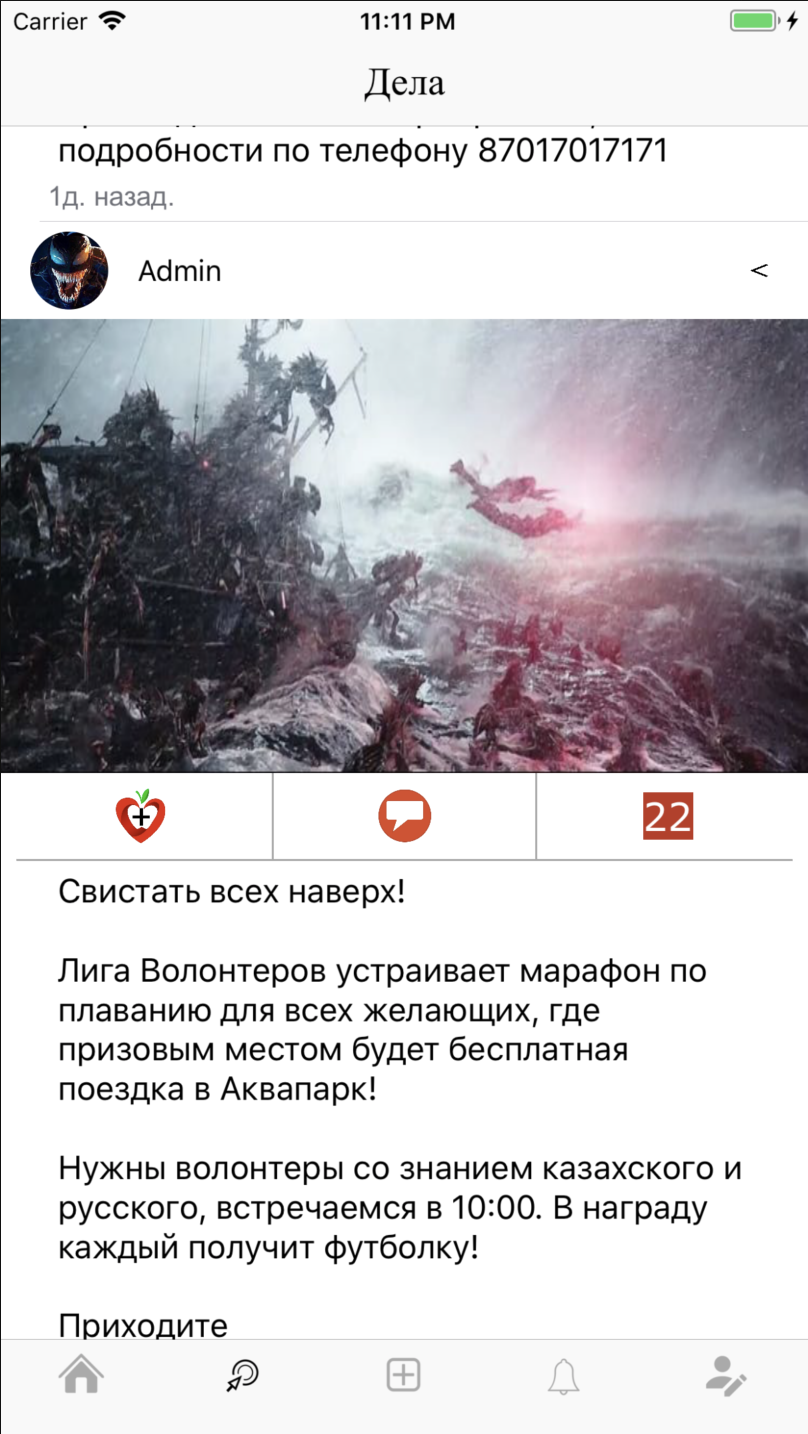 Carrier
11:11 PM
Дела
подробности по телефону 87017017171
1д. назад.
Admin
<
22
Свистать всех наверх!
Лига Волонтеров устраивает марафон по
плаванию для всех желающих, где
призовым местом будет бесплатная
поездка в Аквапарк!
Нужны волонтеры со знанием казахского и
русского, встречаемся в 10:00. В награду
каждый получит футболку!
Приходите